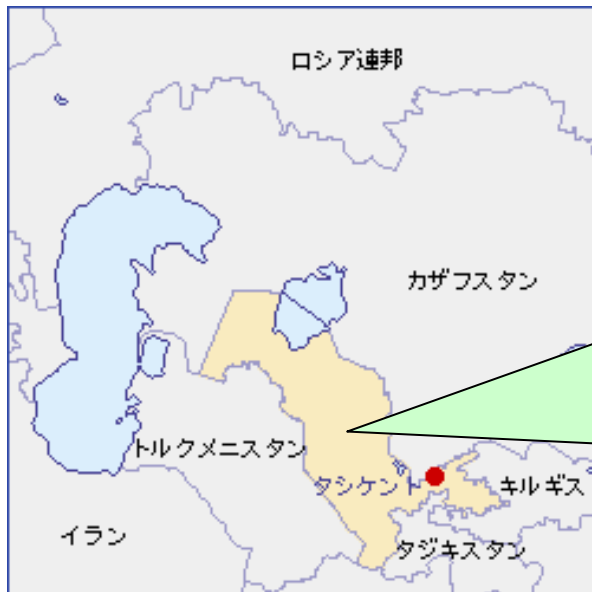 ロシア連邦
カザフスタン
トルクメニスタン
タシケント
キルギス
イラン
タジキスタン